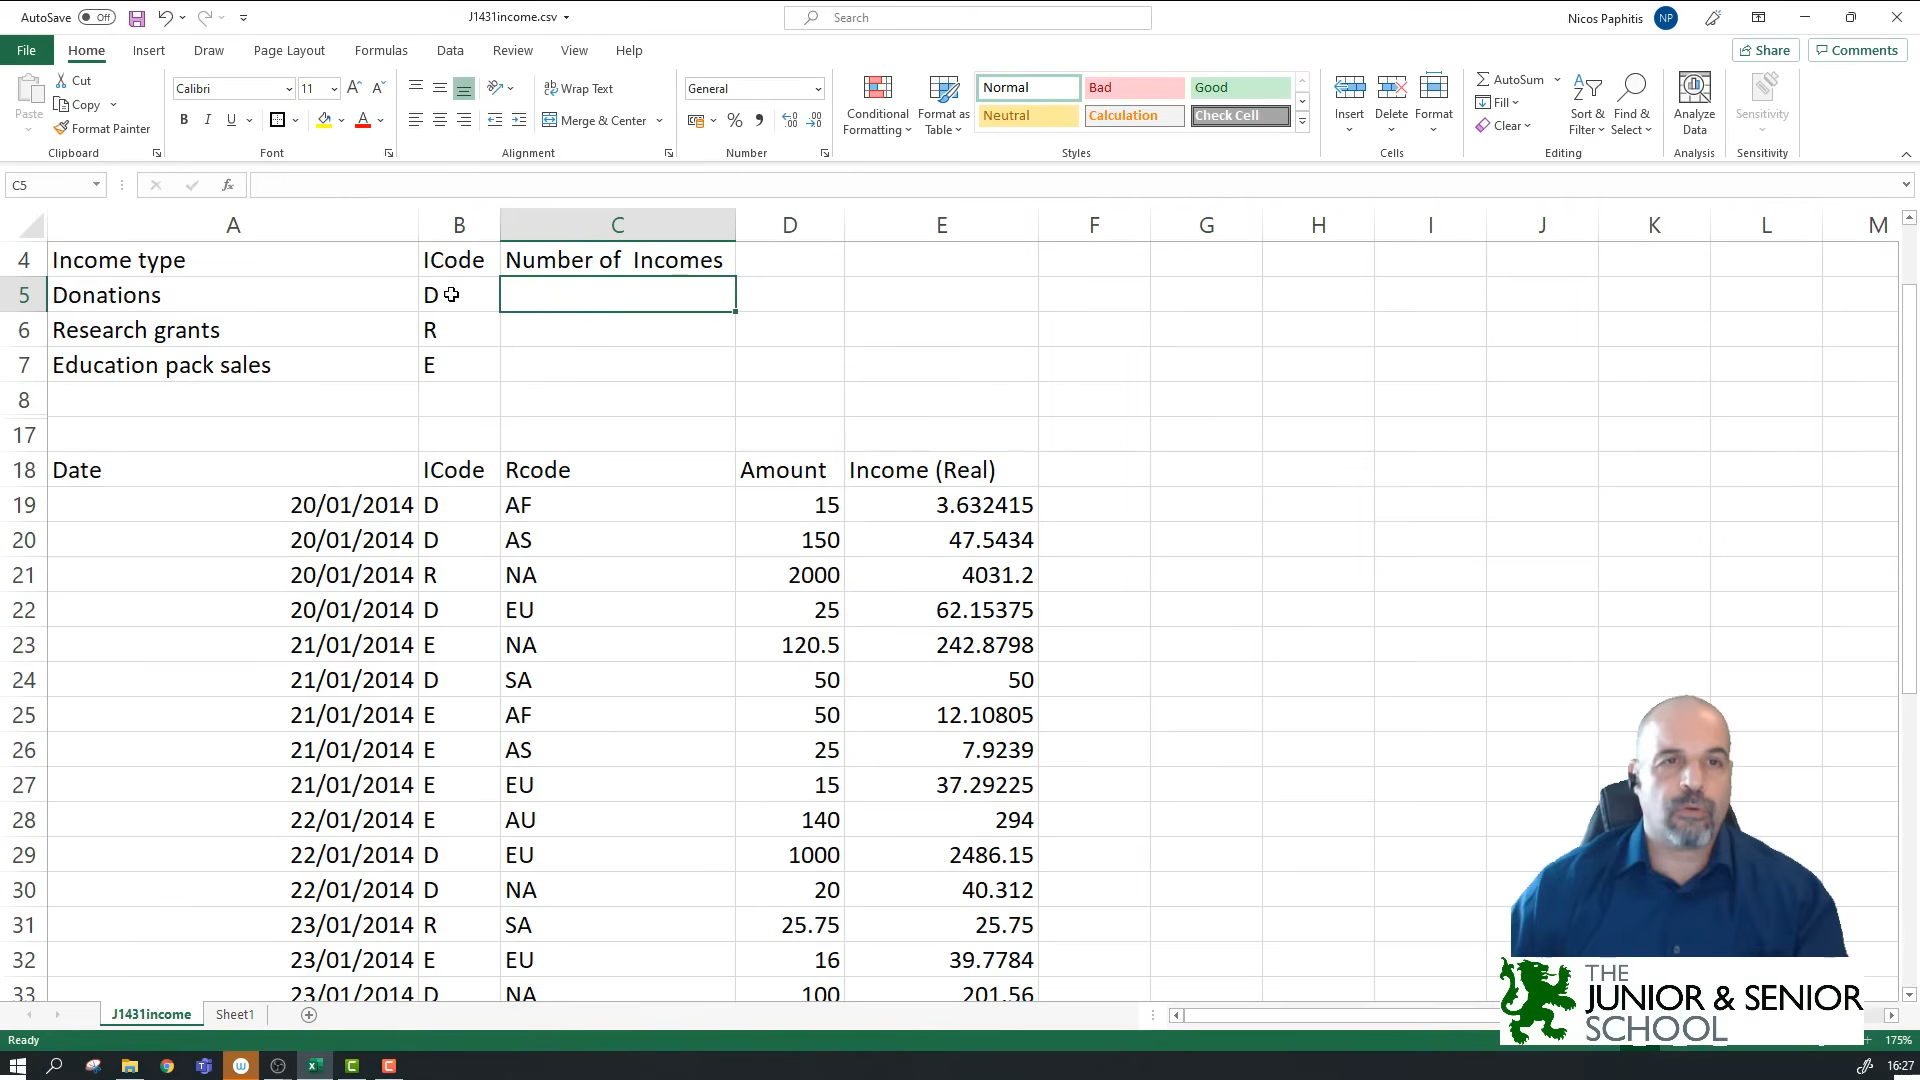 AutoSave Off J1431income.csv Search Nicos Paphitis NP
File Home Insert Draw Page Layout Formulas Data Review View Help Share Comments
Paste Cut Copy Format Painter Clipboard
Calibri 11 B I U A Font
Wrap Text Merge & Center Alignment
General % Number
Conditional Formatting Format as Table Normal Bad Good Neutral Calculation Check Cell Styles
Insert Delete Format Cells
AutoSum Fill Clear Sort & Filter Find & Select Editing
Analyze Data Analysis
Sensitivity Sensitivity
C5 fx
A B C D E F G H I J K L M
4 Income type ICode Number of  Incomes
5 Donations D
6 Research grants R
7 Education pack sales E
8
17
18 Date ICode Rcode Amount Income (Real)
19 20/01/2014 D AF 15 3.632415
20 20/01/2014 D AS 150 47.5434
21 20/01/2014 R NA 2000 4031.2
22 20/01/2014 D EU 25 62.15375
23 21/01/2014 E NA 120.5 242.8798
24 21/01/2014 D SA 50 50
25 21/01/2014 E AF 50 12.10805
26 21/01/2014 E AS 25 7.9239
27 21/01/2014 E EU 15 37.29225
28 22/01/2014 E AU 140 294
29 22/01/2014 D EU 1000 2486.15
30 22/01/2014 D NA 20 40.312
31 23/01/2014 R SA 25.75 25.75
32 23/01/2014 E EU 16 39.7784
33 23/01/2014 D NA 100 201.56
THE
JUNIOR & SENIOR
SCHOOL
J1431income Sheet1
Ready 175%
16:27